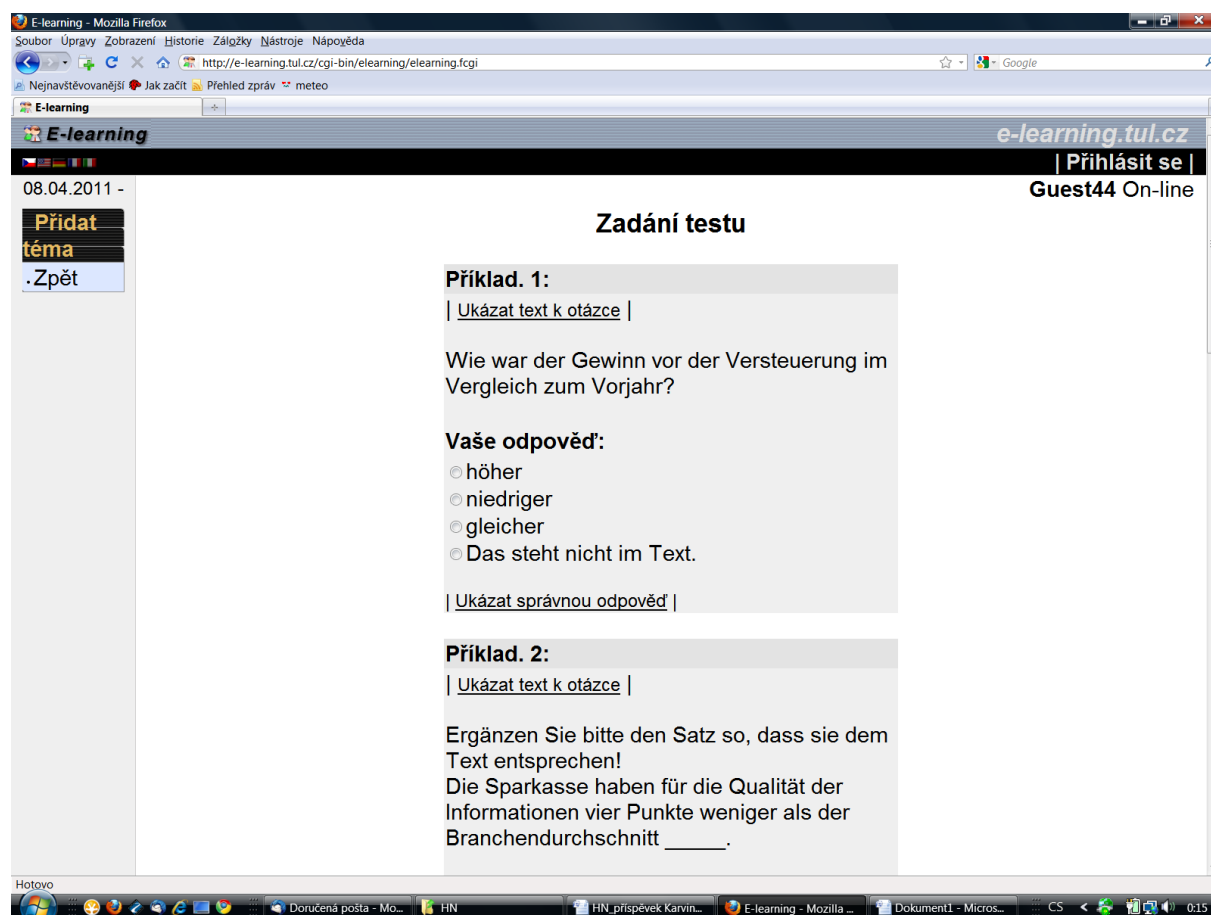 E-learning - Mozilla Firefox
Soubor Úpravy Zobrazení Historie Záložky Nástroje Nápověda
http://e-learning.tul.cz/cgi-bin/elearning/elearning.fcgi
Google
Nejnavštěvovanější Jak začít Přehled zpráv meteo
E-learning
E-learning
e-learning.tul.cz
| Přihlásit se |
08.04.2011 -
Guest44 On-line
Přidat
téma
.Zpět
Zadání testu
Příklad. 1:
| Ukázat text k otázce |
Wie war der Gewinn vor der Versteuerung im
Vergleich zum Vorjahr?
Vaše odpověď:
höher
niedriger
gleicher
Das steht nicht im Text.
| Ukázat správnou odpověď |
Příklad. 2:
| Ukázat text k otázce |
Ergänzen Sie bitte den Satz so, dass sie dem
Text entsprechen!
Die Sparkasse haben für die Qualität der
Informationen vier Punkte weniger als der
Branchendurchschnitt _____.
Hotovo
Doručená pošta - Mo...
HN
HN_příspěvek Karvin...
E-learning - Mozilla ...
Dokument1 - Micros...
CS
0:15